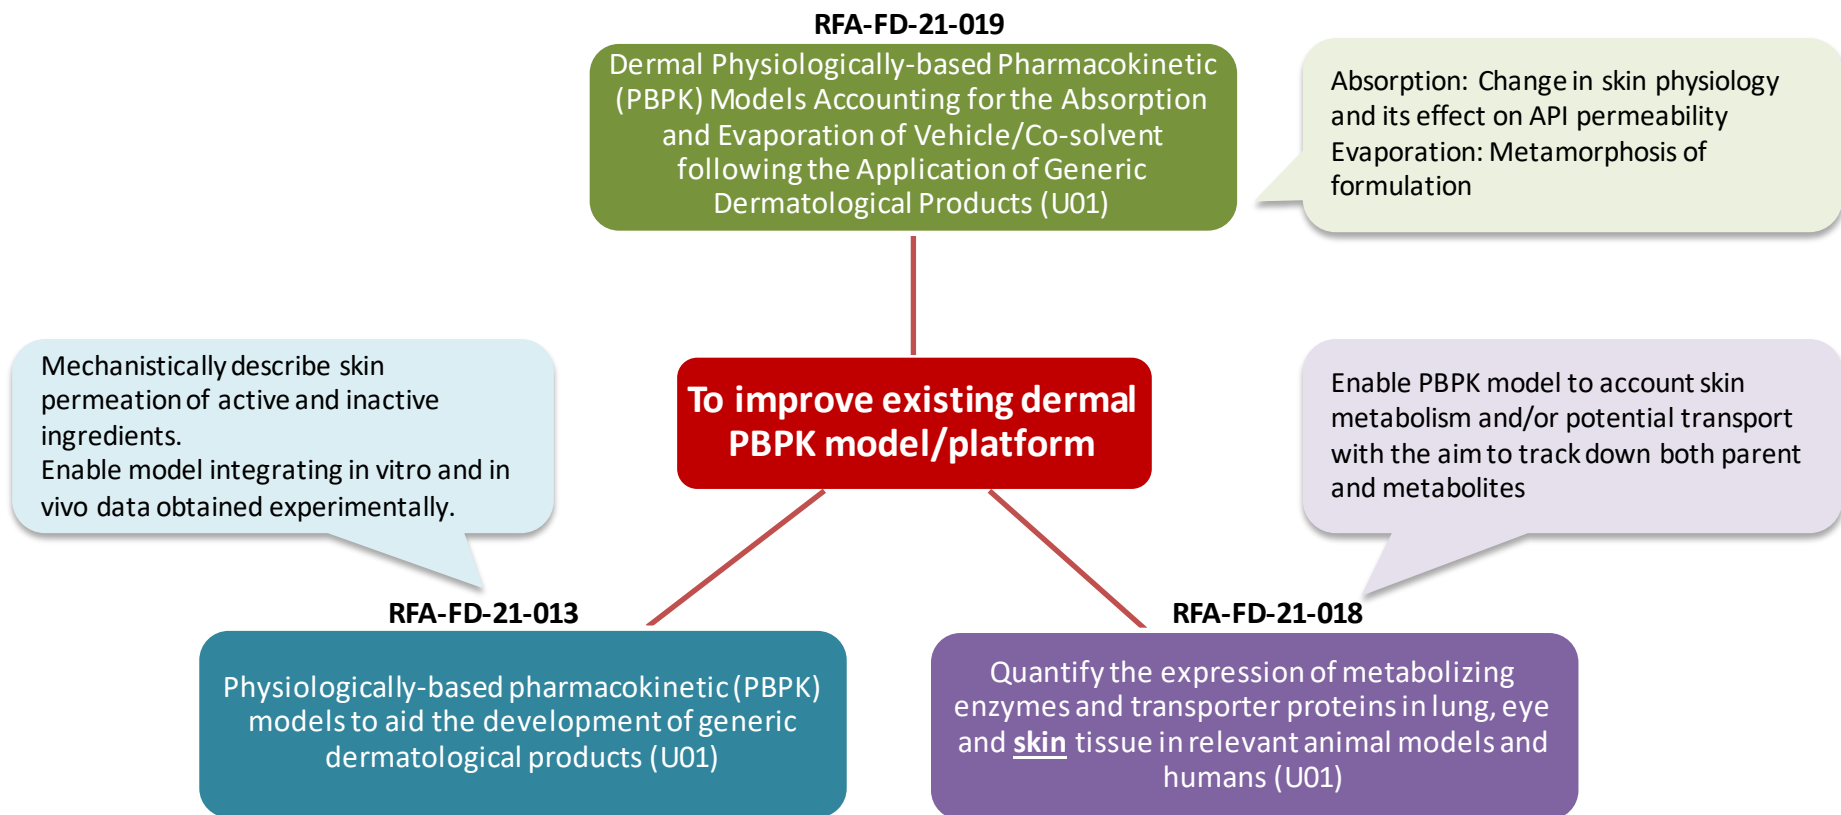 RFA-FD-21-019
Dermal Physiologically-based Pharmacokinetic
(PBPK) Models Accounting for the Absorption
and Evaporation of Vehicle/Co-solvent
following the Application of Generic
Dermatological Products (U01)
Absorption: Change in skin physiology
and its effect on API permeability
Evaporation: Metamorphosis of
formulation
Mechanistically describe skin
permeation of active and inactive
ingredients.
Enable model integrating in vitro and in
vivo data obtained experimentally.
To improve existing dermal
PBPK model/platform
Enable PBPK model to account skin
metabolism and/or potential transport
with the aim to track down both parent
and metabolites
RFA-FD-21-013
Physiologically-based pharmacokinetic (PBPK)
models to aid the development of generic
dermatological products (U01)
RFA-FD-21-018
Quantify the expression of metabolizing
enzymes and transporter proteins in lung, eye
and skin tissue in relevant animal models and
humans (U01)